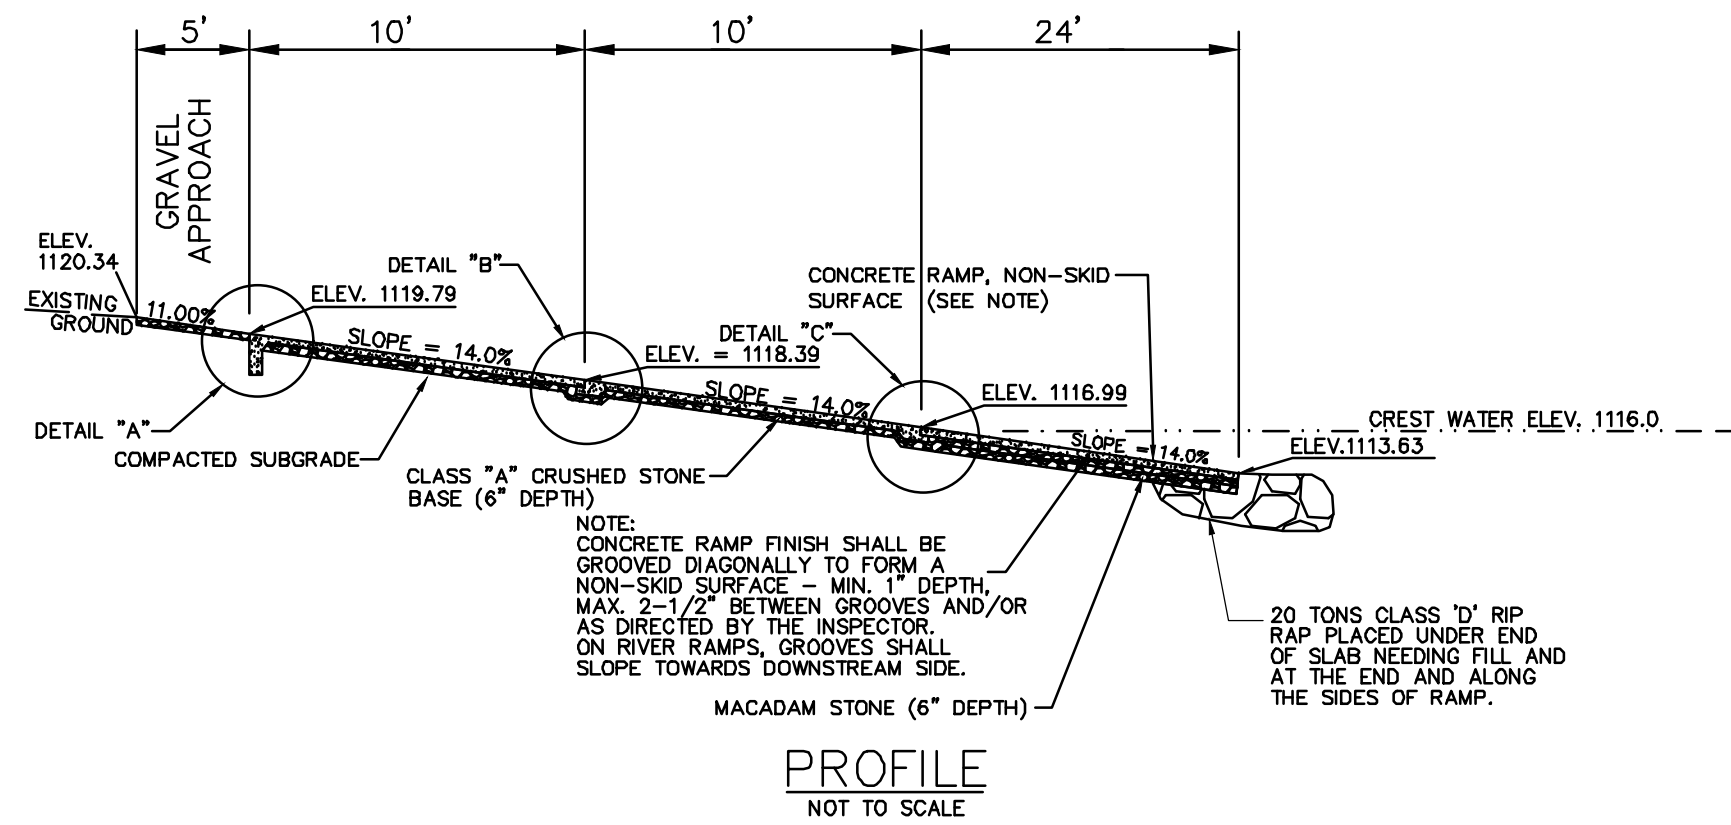 5'
10'
10'
24'
GRAVEL
APPROACH
ELEV.
1120.34
EXISTING
GROUND
11.00%
ELEV. 1119.79
DETAIL "B"
SLOPE = 14.0%
DETAIL "A"
COMPACTED SUBGRADE
CONCRETE RAMP, NON-SKID
SURFACE (SEE NOTE)
DETAIL "C"
ELEV. = 1118.39
SLOPE = 14.0%
ELEV. 1116.99
CREST WATER ELEV. 1116.0
SLOPE = 14.0%
ELEV.1113.63
CLASS "A" CRUSHED STONE
BASE (6" DEPTH)
NOTE:
CONCRETE RAMP FINISH SHALL BE
GROOVED DIAGONALLY TO FORM A
NON-SKID SURFACE - MIN. 1" DEPTH,
MAX. 2-1/2" BETWEEN GROOVES AND/OR
AS DIRECTED BY THE INSPECTOR.
ON RIVER RAMPS, GROOVES SHALL
SLOPE TOWARDS DOWNSTREAM SIDE.
MACADAM STONE (6" DEPTH)
20 TONS CLASS 'D' RIP
RAP PLACED UNDER END
OF SLAB NEEDING FILL AND
AT THE END AND ALONG
THE SIDES OF RAMP.
PROFILE
NOT TO SCALE